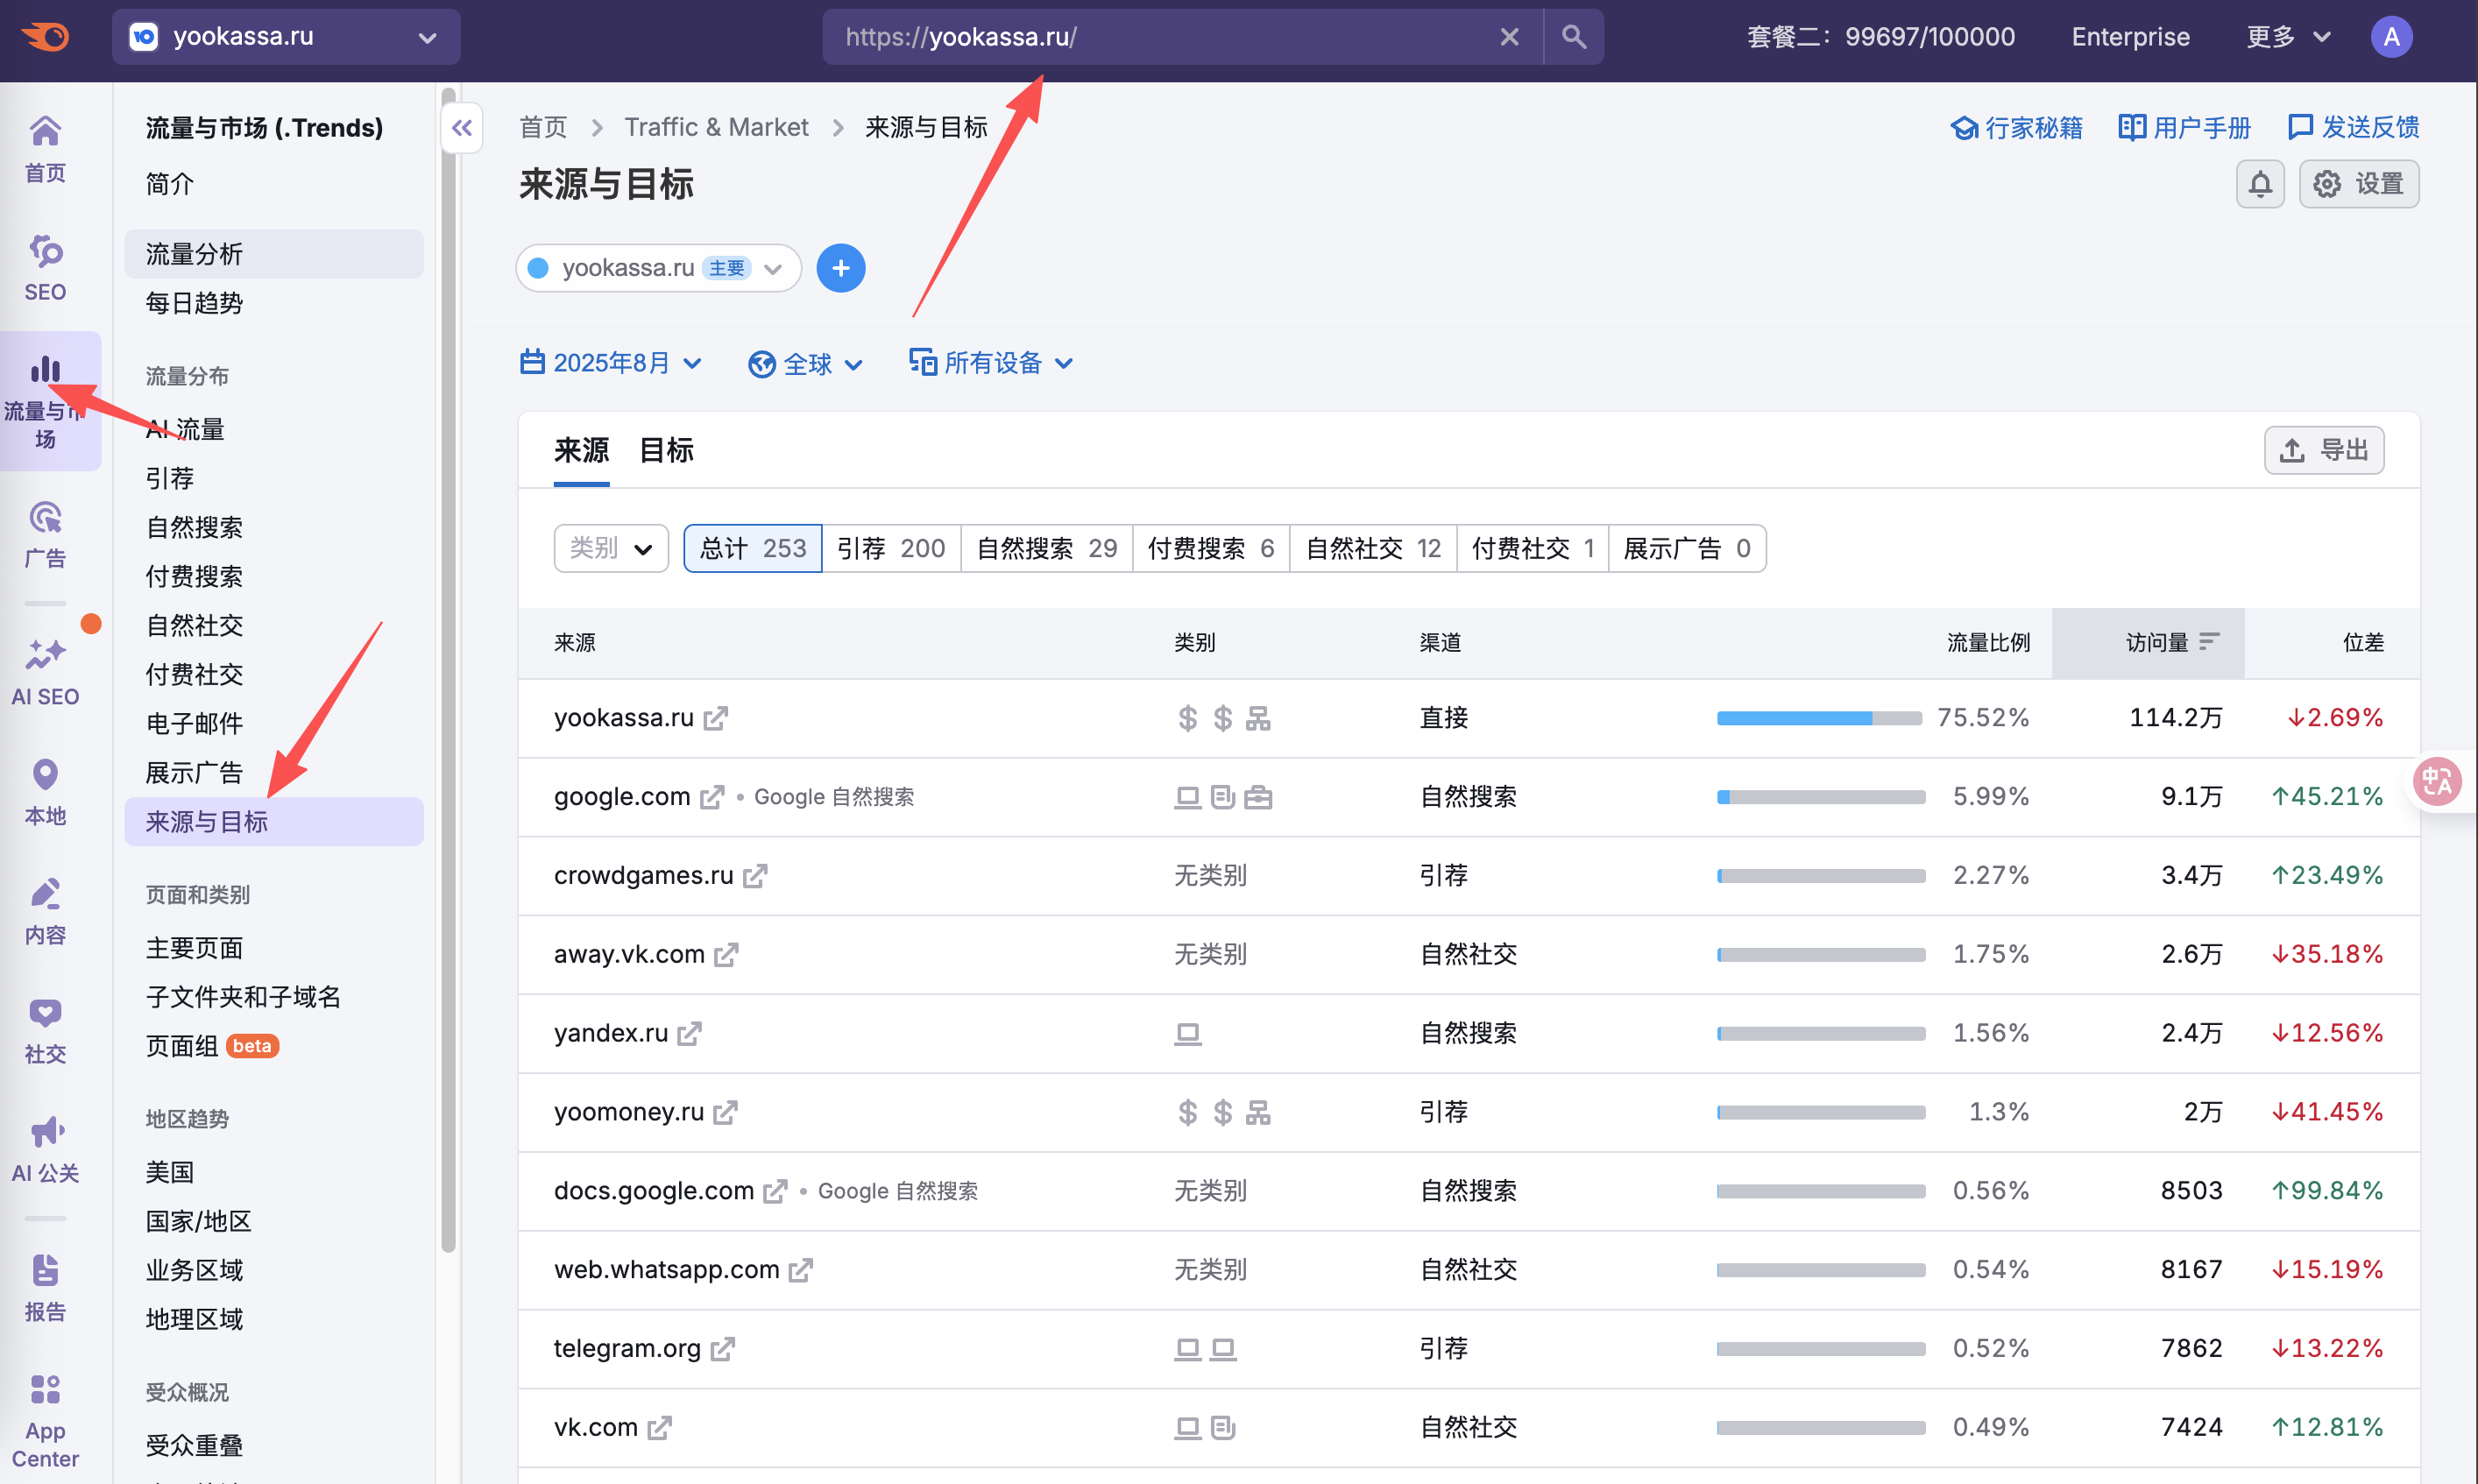 yookassa.ru
https://yookassa.ru/
套餐二：99697/100000
Enterprise
更多
A
首页
SEO
流量与市场
广告
AI SEO
本地
内容
社交
AI 公关
报告
App
Center
流量与市场 (.Trends)
简介
流量分析
每日趋势
流量分布
AI 流量
引荐
自然搜索
付费搜索
自然社交
付费社交
电子邮件
展示广告
来源与目标
页面和类别
主要页面
子文件夹和子域名
页面组 beta
地区趋势
美国
国家/地区
业务区域
地理区域
受众概况
受众重叠
首页 > Traffic & Market > 来源与目标
行家秘籍 用户手册 发送反馈
来源与目标
设置
yookassa.ru 主要
2025年8月 全球 所有设备
来源 目标
导出
类别 总计 253 引荐 200 自然搜索 29 付费搜索 6 自然社交 12 付费社交 1 展示广告 0
来源 类别 渠道 流量比例 访问量 位差
yookassa.ru 直接 75.52% 114.2万 ↓2.69%
google.com • Google 自然搜索 自然搜索 5.99% 9.1万 ↑45.21%
crowdgames.ru 无类别 引荐 2.27% 3.4万 ↑23.49%
away.vk.com 无类别 自然社交 1.75% 2.6万 ↓35.18%
yandex.ru 自然搜索 1.56% 2.4万 ↓12.56%
yoomoney.ru 引荐 1.3% 2万 ↓41.45%
docs.google.com • Google 自然搜索 无类别 自然搜索 0.56% 8503 ↑99.84%
web.whatsapp.com 无类别 自然社交 0.54% 8167 ↓15.19%
telegram.org 引荐 0.52% 7862 ↓13.22%
vk.com 自然社交 0.49% 7424 ↑12.81%